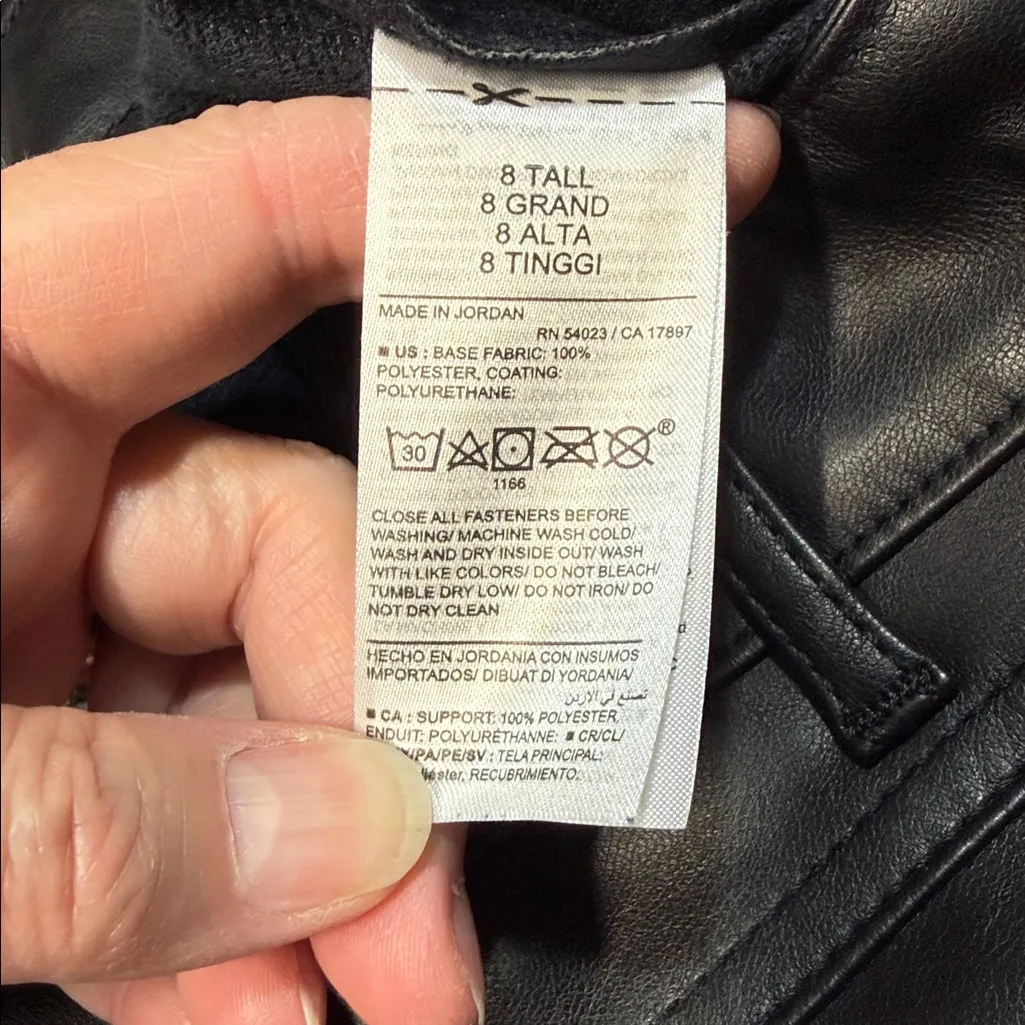 8 TALL
8 GRAND
8 ALTA
8 TINGGI
MADE IN JORDAN
RN 54023 / CA 17897
US : BASE FABRIC: 100%
POLYESTER, COATING:
POLYURETHANE:
30
®
1166
CLOSE ALL FASTENERS BEFORE
WASHING/ MACHINE WASH COLD/
WASH AND DRY INSIDE OUT/ WASH
WITH LIKE COLORS/ DO NOT BLEACH/
TUMBLE DRY LOW/ DO NOT IRON/ DO
NOT DRY CLEAN
HECHO EN JORDANIA CON INSUMOS
IMPORTADOS/ DIBUAT DI YORDANIA/
تصنع في الاردن
CA : SUPPORT: 100% POLYESTER,
ENDUIT: POLYURÉTHANNE: ■ CR/CL/
/PA/PE/SV : TELA PRINCIPAL:
RECUBRIMIENTO: